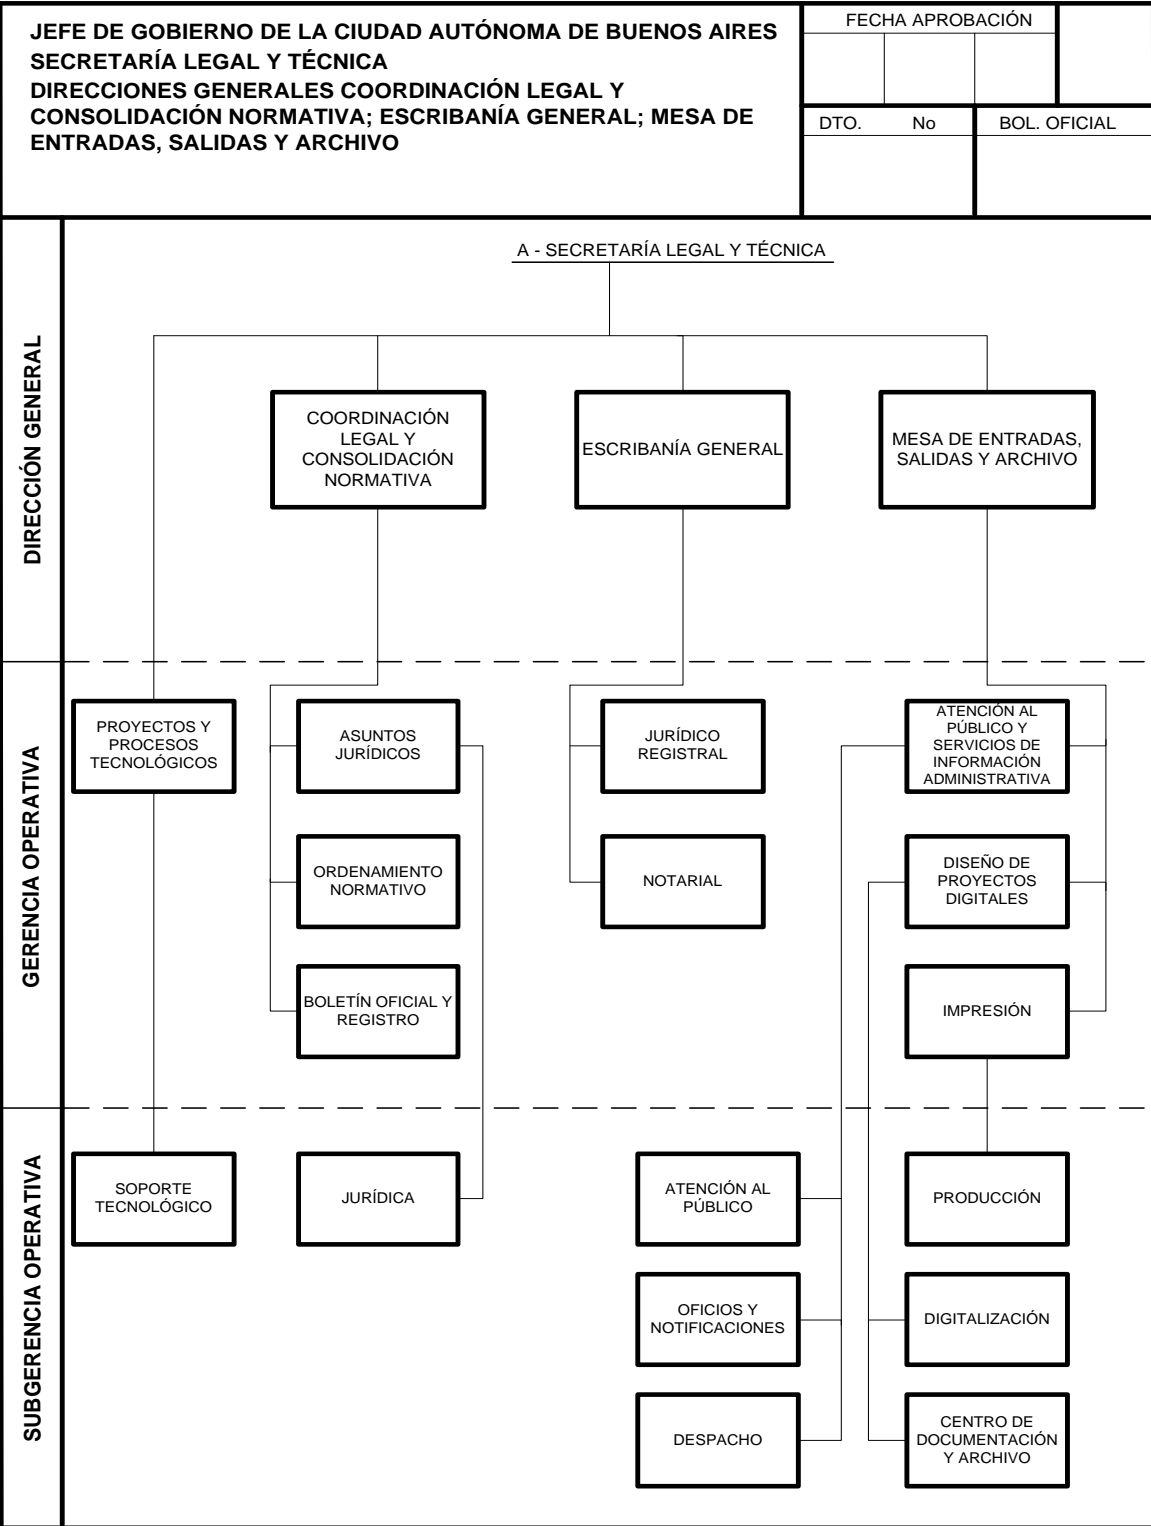 JEFE DE GOBIERNO DE LA CIUDAD AUTÓNOMA DE BUENOS AIRES
SECRETARÍA LEGAL Y TÉCNICA
DIRECCIONES GENERALES COORDINACIÓN LEGAL Y
CONSOLIDACIÓN NORMATIVA; ESCRIBANÍA GENERAL; MESA DE
ENTRADAS, SALIDAS Y ARCHIVO
FECHA APROBACIÓN
DTO. No
BOL. OFICIAL
A - SECRETARÍA LEGAL Y TÉCNICA
DIRECCIÓN GENERAL
COORDINACIÓN
LEGAL Y
CONSOLIDACIÓN
NORMATIVA
ESCRIBANÍA GENERAL
MESA DE ENTRADAS,
SALIDAS Y ARCHIVO
GERENCIA OPERATIVA
PROYECTOS Y
PROCESOS
TECNOLÓGICOS
ASUNTOS
JURÍDICOS
JURÍDICO
REGISTRAL
ATENCIÓN AL
PÚBLICO Y
SERVICIOS DE
INFORMACIÓN
ADMINISTRATIVA
ORDENAMIENTO
NORMATIVO
NOTARIAL
DISEÑO DE
PROYECTOS
DIGITALES
BOLETÍN OFICIAL Y
REGISTRO
IMPRESIÓN
SUBGERENCIA OPERATIVA
SOPORTE
TECNOLÓGICO
JURÍDICA
ATENCIÓN AL
PÚBLICO
PRODUCCIÓN
OFICIOS Y
NOTIFICACIONES
DIGITALIZACIÓN
DESPACHO
CENTRO DE
DOCUMENTACIÓN
Y ARCHIVO